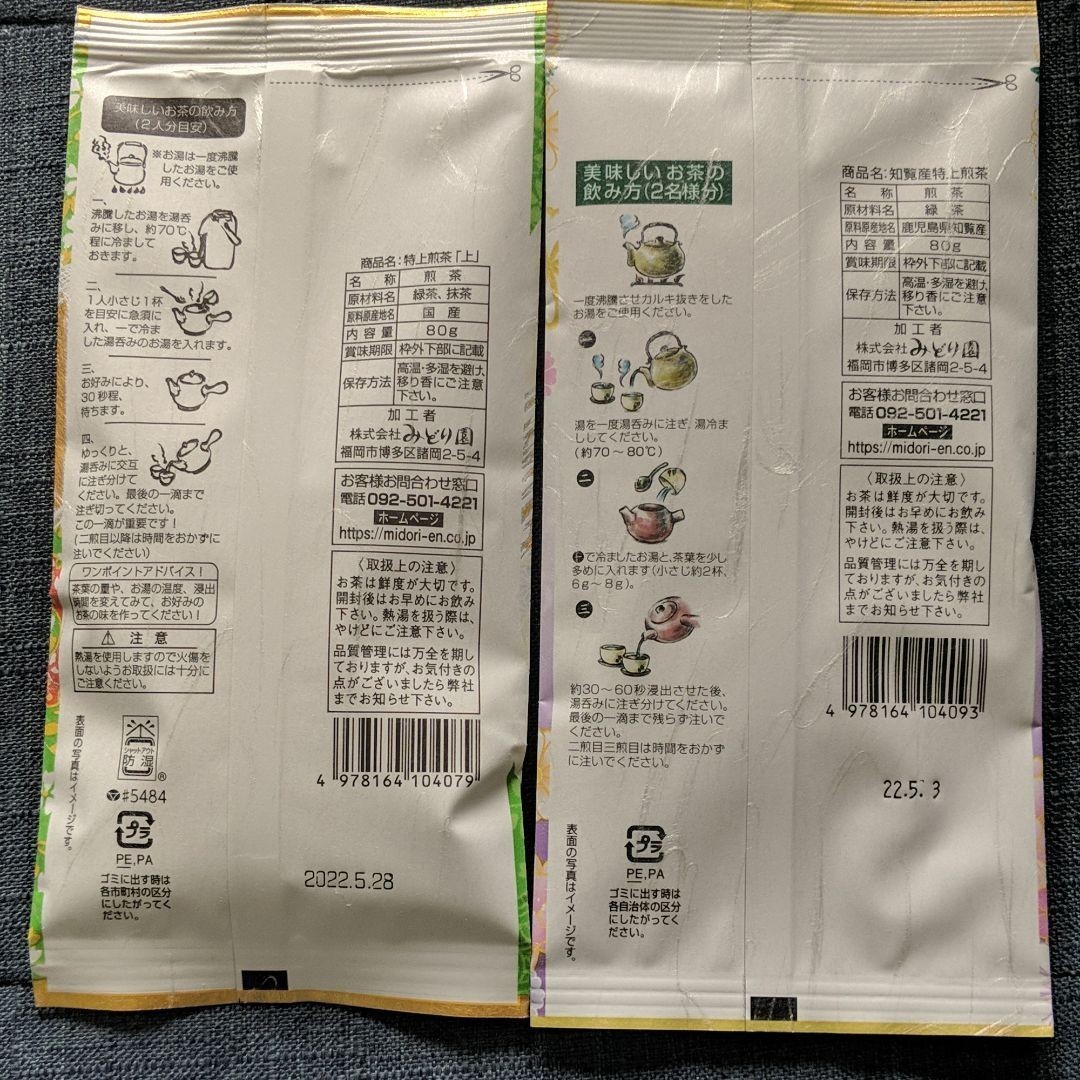 美味しいお茶の飲み方
(2人分目安)
※お湯は一度沸騰
したお湯をご使
用ください。
一、
沸騰したお湯を湯呑
みに移し、約70℃
程に冷まして
おきます。
二、
1人小さじ1杯
を目安に急須に
入れ、一で冷ま
した湯呑みのお湯を入れます。
三、
お好みにより、
30秒程、
待ちます。
四、
ゆっくりと、
湯呑みに交互
に注ぎ分けて
ください。最後の一滴まで
注ぎ切ってください。
この一滴が重要です!
(二煎目以降は時間をおかずに
注いでください)
ワンポイントアドバイス!
茶葉の量や、お湯の温度、浸出
時間を変えてみて、お好みの
お茶の味を作ってください!
⚠ 注意
熱湯を使用しますので火傷を
しないようお取扱には十分に
ご注意ください。
表面の写真はイメージです。
シャットアウト
防湿
®
#5484
プラ
PE,PA
ゴミに出す時は
各市町村の区分
にしたがってく
ださい。
商品名:特上煎茶「上」
名称 煎茶
原材料名 緑茶、抹茶
原料原産地名 国産
内容量 80g
賞味期限 枠外下部に記載
保存方法 高温・多湿を避け、
移り香にご注意
下さい。
加工者
株式会社みどり園
福岡市博多区諸岡2-5-4
お客様お問合わせ窓口
電話 092-501-4221
ホームページ
https://midori-en.co.jp
〈取扱上の注意〉
お茶は鮮度が大切です。
開封後はお早めにお飲み
下さい。熱湯を扱う際は、
やけどにご注意下さい。
品質管理には万全を期し
ておりますが、お気付きの
点がございましたら弊社
までお知らせ下さい。
4 978164 104079
2022.5.28
美味しいお茶の
飲み方(2名様分)
一度沸騰させカルキ抜きをした
お湯をご使用ください。
一
湯を一度湯呑みに注ぎ、湯冷ま
ししてください。
(約70〜80℃)
二
一で冷ましたお湯と、茶葉を少し
多めに入れます(小さじ約2杯、
6g〜8g)。
三
約30〜60秒浸出させた後、
湯呑みに注ぎ分けてください。
最後の一滴まで残らず注いで
ください。
二煎目三煎目は時間をおかず
に注いでください。
表面の写真はイメージです。
プラ
PE,PA
ゴミに出す時は
各自治体の区分
にしたがってく
ださい。
商品名:知覧産特上煎茶
名称 煎茶
原材料名 緑茶
原料原産地名 鹿児島県知覧産
内容量 80g
賞味期限 枠外下部に記載
保存方法 高温・多湿を避け、
移り香にご注意
下さい。
加工者
株式会社みどり園
福岡市博多区諸岡2-5-4
お客様お問合わせ窓口
電話 092-501-4221
ホームページ
https://midori-en.co.jp
〈取扱上の注意〉
お茶は鮮度が大切です。
開封後はお早めにお飲み
下さい。熱湯を扱う際は、
やけどにご注意下さい。
品質管理には万全を期し
ておりますが、お気付きの
点がございましたら弊社
までお知らせ下さい。
4 978164 104093
22.5. 3